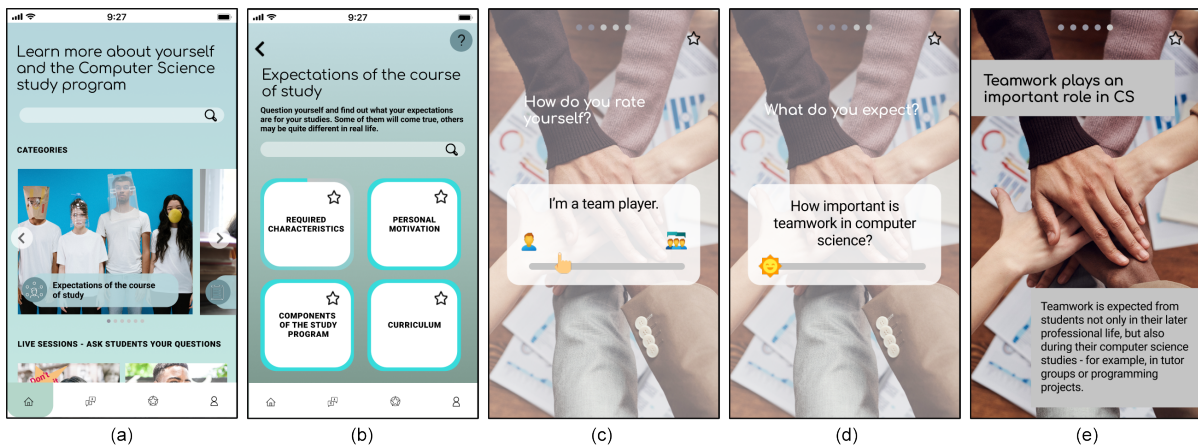 9:27
Learn more about yourself
and the Computer Science
study program
CATEGORIES
Expectations of the course
of study
LIVE SESSIONS - ASK STUDENTS YOUR QUESTIONS
Don't
9:27
?
Expectations of the course
of study
Question yourself and find out what your expectations
are for your studies. Some of them will come true, others
may be quite different in real life.
REQUIRED
CHARACTERISTICS
PERSONAL
MOTIVATION
COMPONENTS
OF THE STUDY
PROGRAM
CURRICULUM
How do you rate
yourself?
I'm a team player.
What do you expect?
How important is
teamwork in computer
science?
Teamwork plays an
important role in CS
Teamwork is expected from
students not only in their later
professional life, but also
during their computer science
studies - for example, in tutor
groups or programming
projects.
(a)
(b)
(c)
(d)
(e)